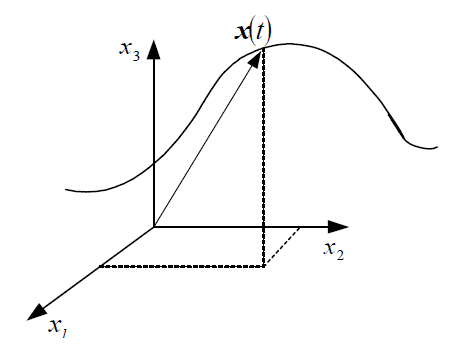 x(t)
x₃
x₂
x₁